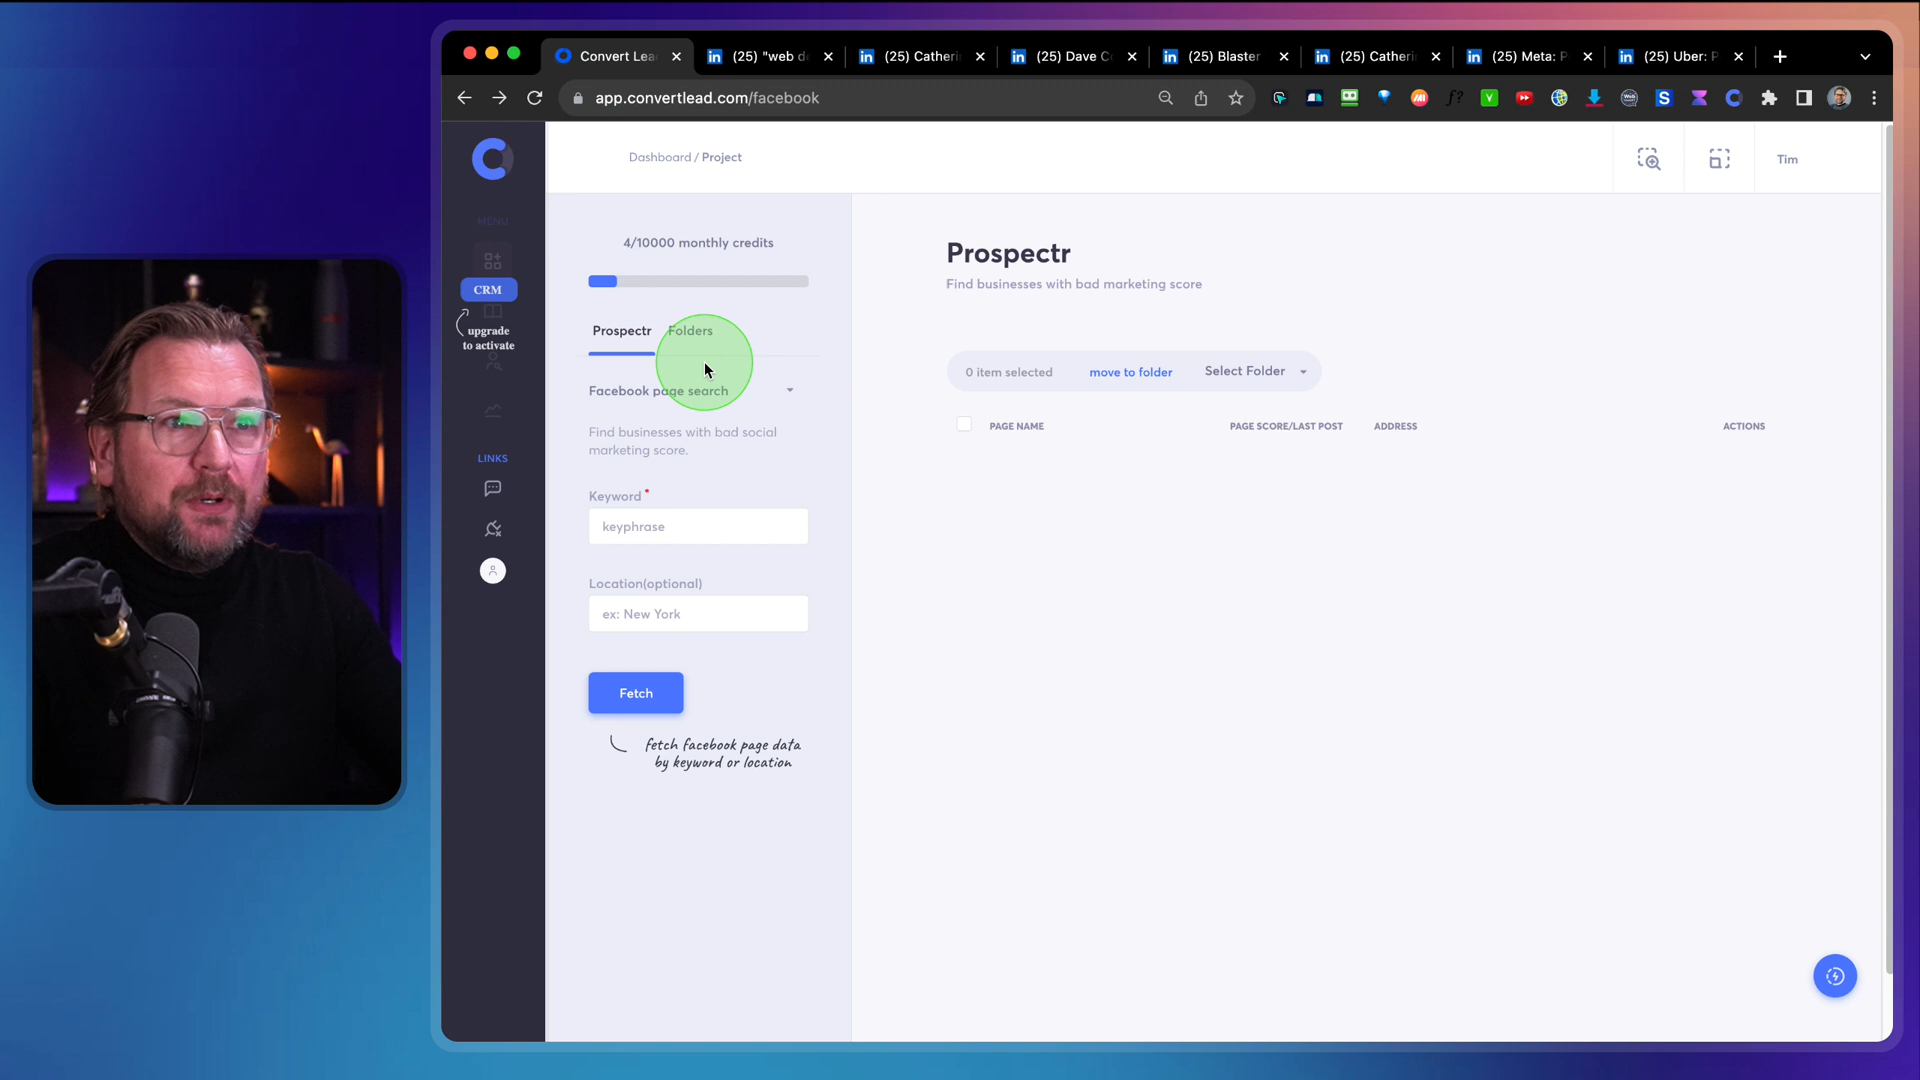 Convert Lea
(25) "web de
(25) Catheri
(25) Dave Co
(25) Blaster
(25) Catheri
(25) Meta: P
(25) Uber: P
app.convertlead.com/facebook
Dashboard / Project
Tim
MENU
CRM
upgrade
to activate
LINKS
4/10000 monthly credits
Prospectr
Folders
Facebook page search
Find businesses with bad social
marketing score.
Keyword *
keyphrase
Location(optional)
ex: New York
Fetch
fetch facebook page data
by keyword or location
Prospectr
Find businesses with bad marketing score
0 item selected
move to folder
Select Folder
PAGE NAME
PAGE SCORE/LAST POST
ADDRESS
ACTIONS